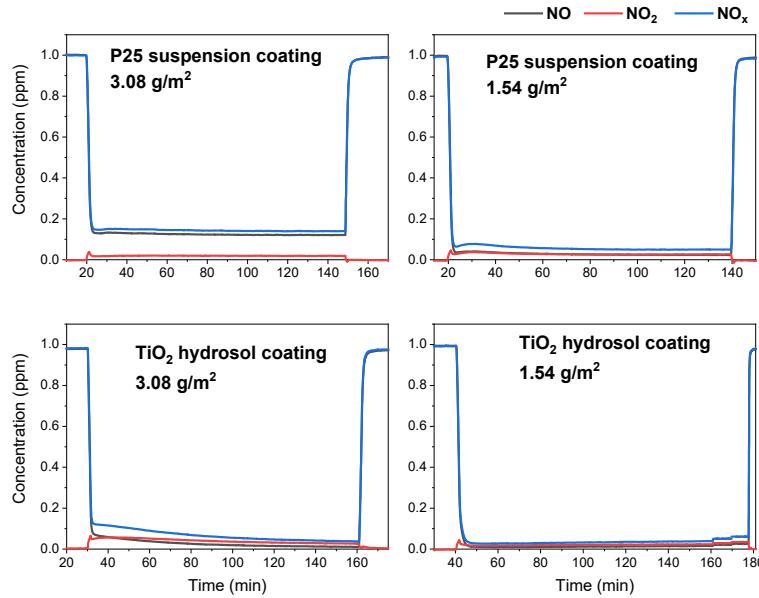 NO NO₂ NOₓ
P25 suspension coating
3.08 g/m²
Concentration (ppm)
1.0
0.8
0.6
0.4
0.2
0.0
20 40 60 80 100 120 140 160
P25 suspension coating
1.54 g/m²
1.0
0.8
0.6
0.4
0.2
0.0
20 40 60 80 100 120 140
TiO₂ hydrosol coating
3.08 g/m²
Concentration (ppm)
1.0
0.8
0.6
0.4
0.2
0.0
20 40 60 80 100 120 140 160
Time (min)
TiO₂ hydrosol coating
1.54 g/m²
1.0
0.8
0.6
0.4
0.2
0.0
40 60 80 100 120 140 160 180
Time (min)